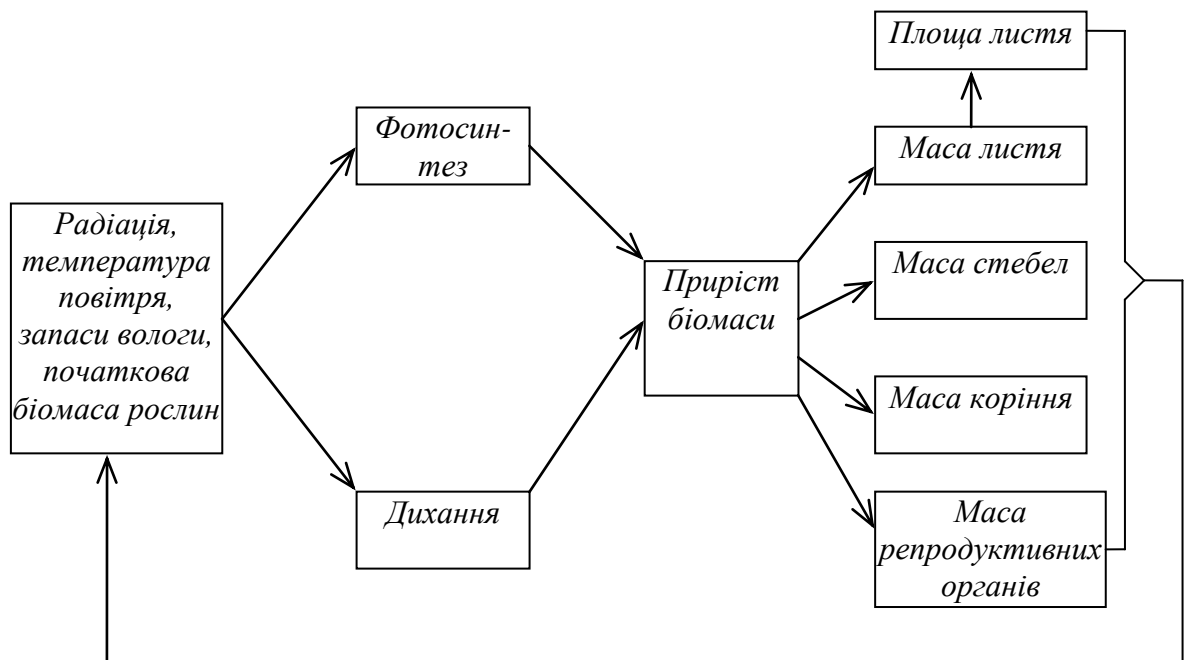 Радіація,
температура
повітря,
запаси вологи,
початкова
біомаса рослин
Фотосин-
тез
Дихання
Приріст
біомаси
Площа листя
Маса листя
Маса стебел
Маса коріння
Маса
репродуктивних
органів